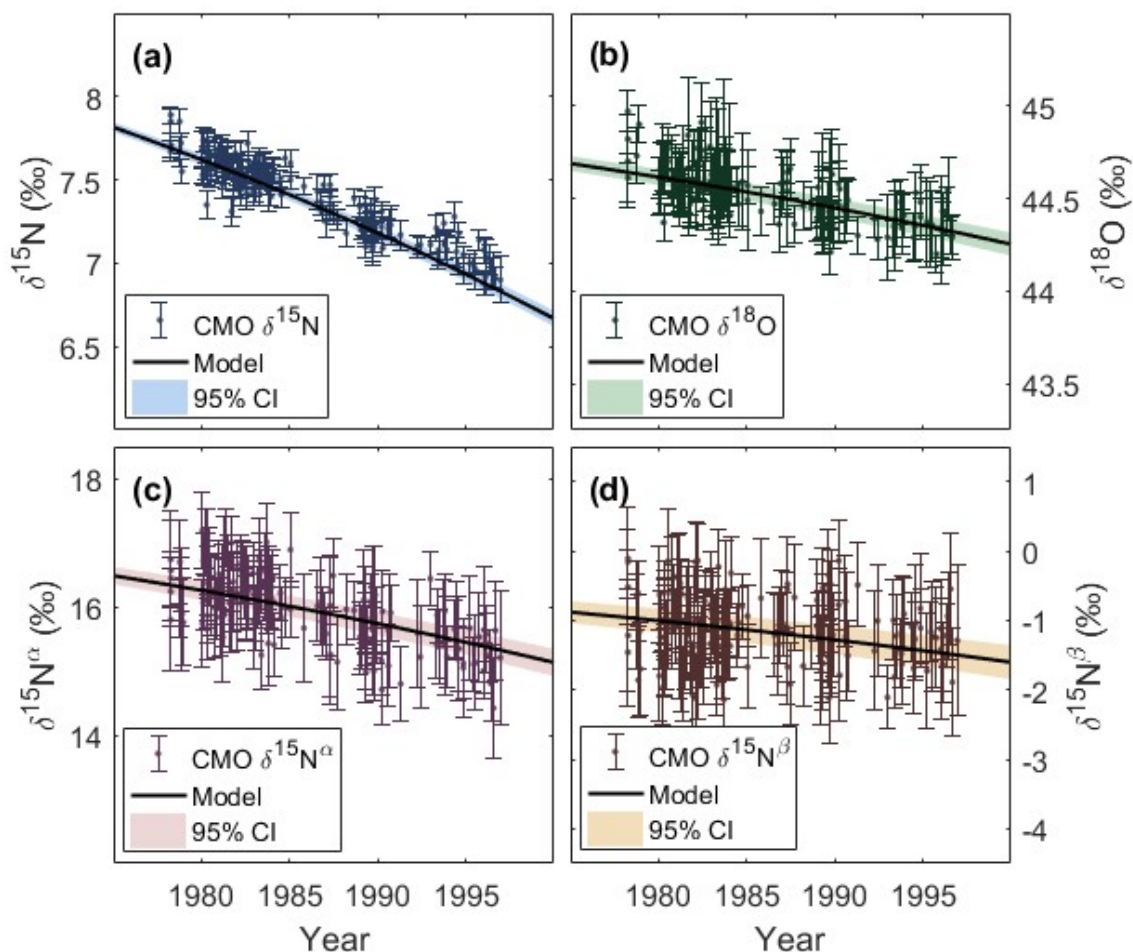 (a)
8
7.5
7
6.5
δ¹⁵N (‰)
CMO δ¹⁵N
Model
95% CI
(b)
45
44.5
44
43.5
δ¹⁸O (‰)
CMO δ¹⁸O
Model
95% CI
(c)
18
16
14
δ¹⁵Nᵅ (‰)
CMO δ¹⁵Nᵅ
Model
95% CI
1980 1985 1990 1995
Year
(d)
1
0
-1
-2
-3
-4
δ¹⁵Nᵝ (‰)
CMO δ¹⁵Nᵝ
Model
95% CI
1980 1985 1990 1995
Year